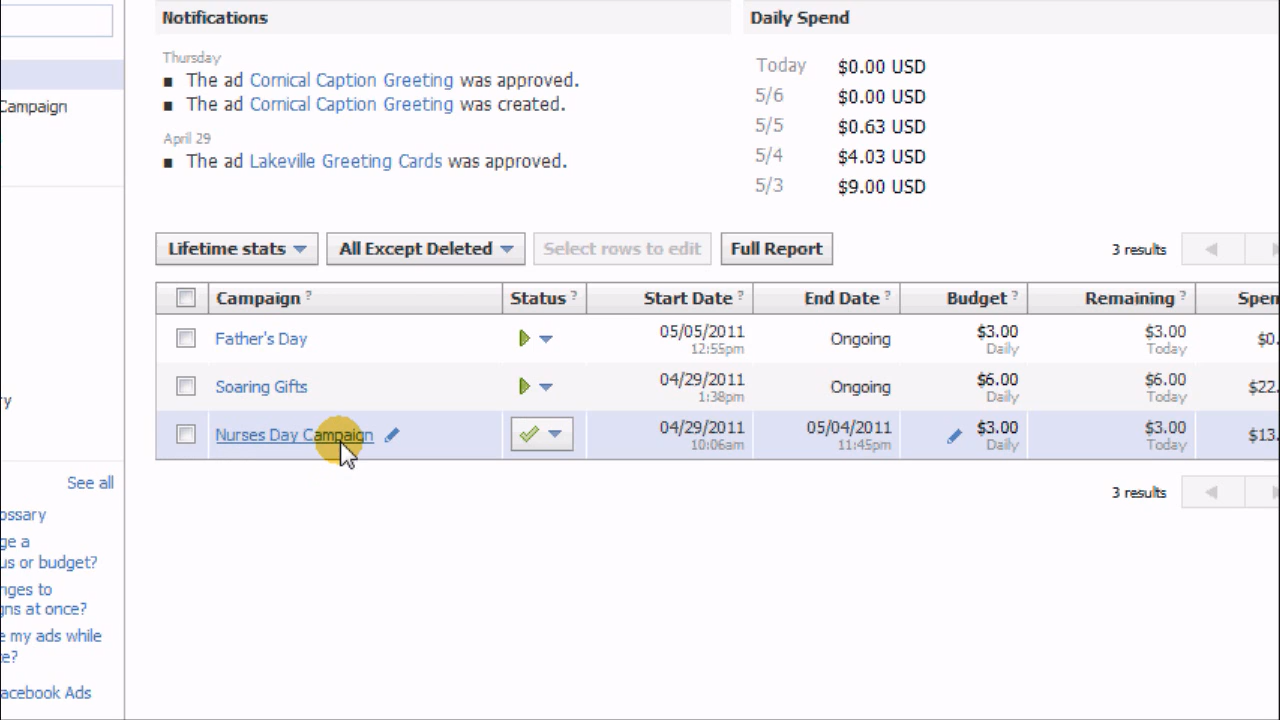 Notifications
Daily Spend
Thursday
The ad Cornical Caption Greeting was approved.
The ad Cornical Caption Greeting was created.
April 29
The ad Lakeville Greeting Cards was approved.
Today $0.00 USD
5/6 $0.00 USD
5/5 $0.63 USD
5/4 $4.03 USD
5/3 $9.00 USD
Campaign
Lifetime stats All Except Deleted Select rows to edit Full Report 3 results
Campaign ? Status ? Start Date ? End Date ? Budget ? Remaining ? Spen
Father's Day 05/05/2011 Ongoing $3.00 $3.00 $0.
12:55pm Daily Today
Soaring Gifts 04/29/2011 Ongoing $6.00 $6.00 $22.
1:38pm Daily Today
Nurses Day Campaign 04/29/2011 05/04/2011 $3.00 $3.00 $13.
10:06am 11:45pm Daily Today
3 results
ry
See all
ossary
ge a
us or budget?
nges to
gns at once?
e my ads while
e?
acebook Ads